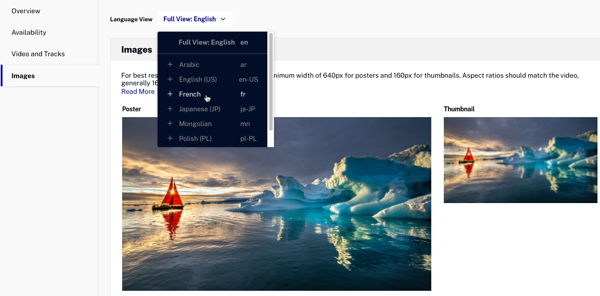 Overview
Availability
Video and Tracks
Images
Language View Full View: English
Full View: English en
+ Arabic ar
+ English (US) en-US
+ French fr
+ Japanese (JP) ja-JP
+ Mongolian mn
+ Polish (PL) pl-PL
Images
For best res nimum width of 640px for posters and 160px for thumbnails. Aspect ratios should match the video,
generally 16
Read More
Poster
Thumbnail